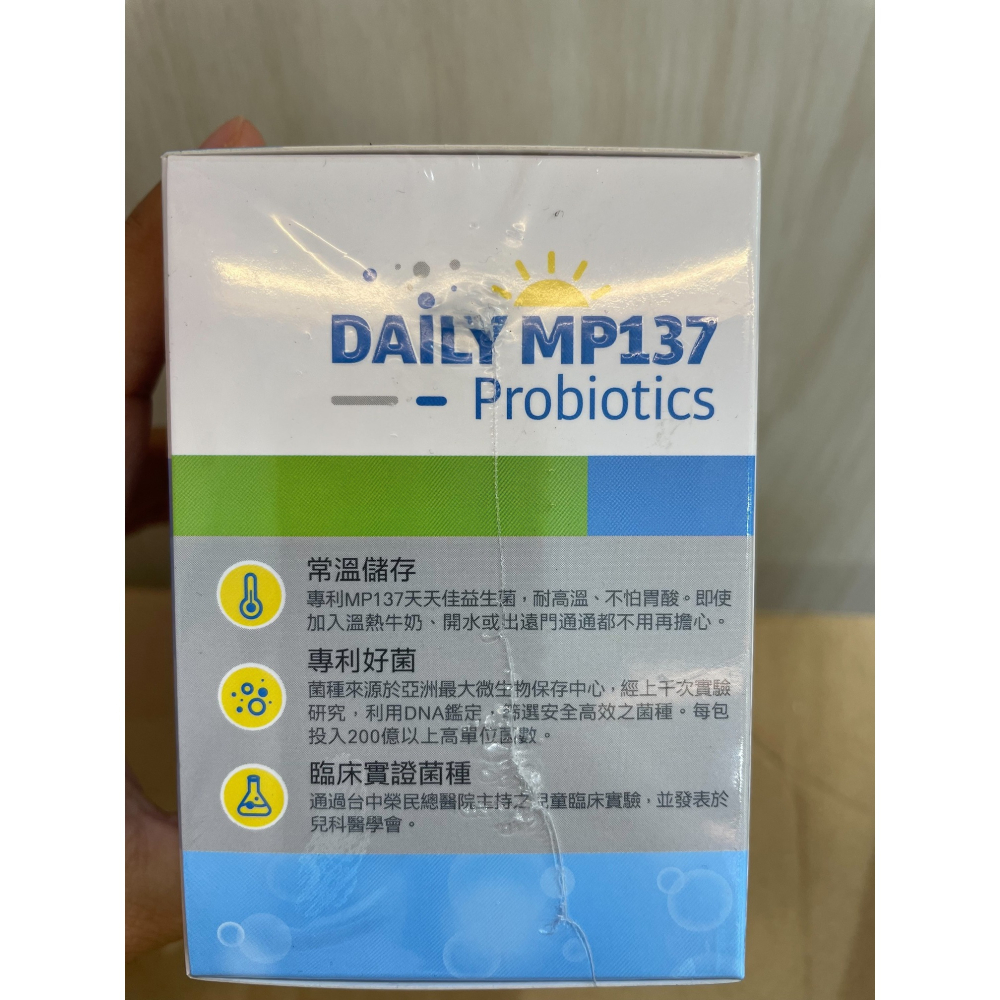 DAILY MP137
Probiotics
常溫儲存
專利MP137天天佳益生菌，耐高溫、不怕胃酸。即使
加入溫熱牛奶、開水或出遠門通通都不用再擔心。
專利好菌
菌種來源於亞洲最大微生物保存中心，經上千次實驗
研究，利用DNA鑑定，篩選安全高效之菌種。每包
投入200億以上高單位菌數。
臨床實證菌種
通過台中榮民總醫院主持之兒童臨床實驗，並發表於
兒科醫學會。